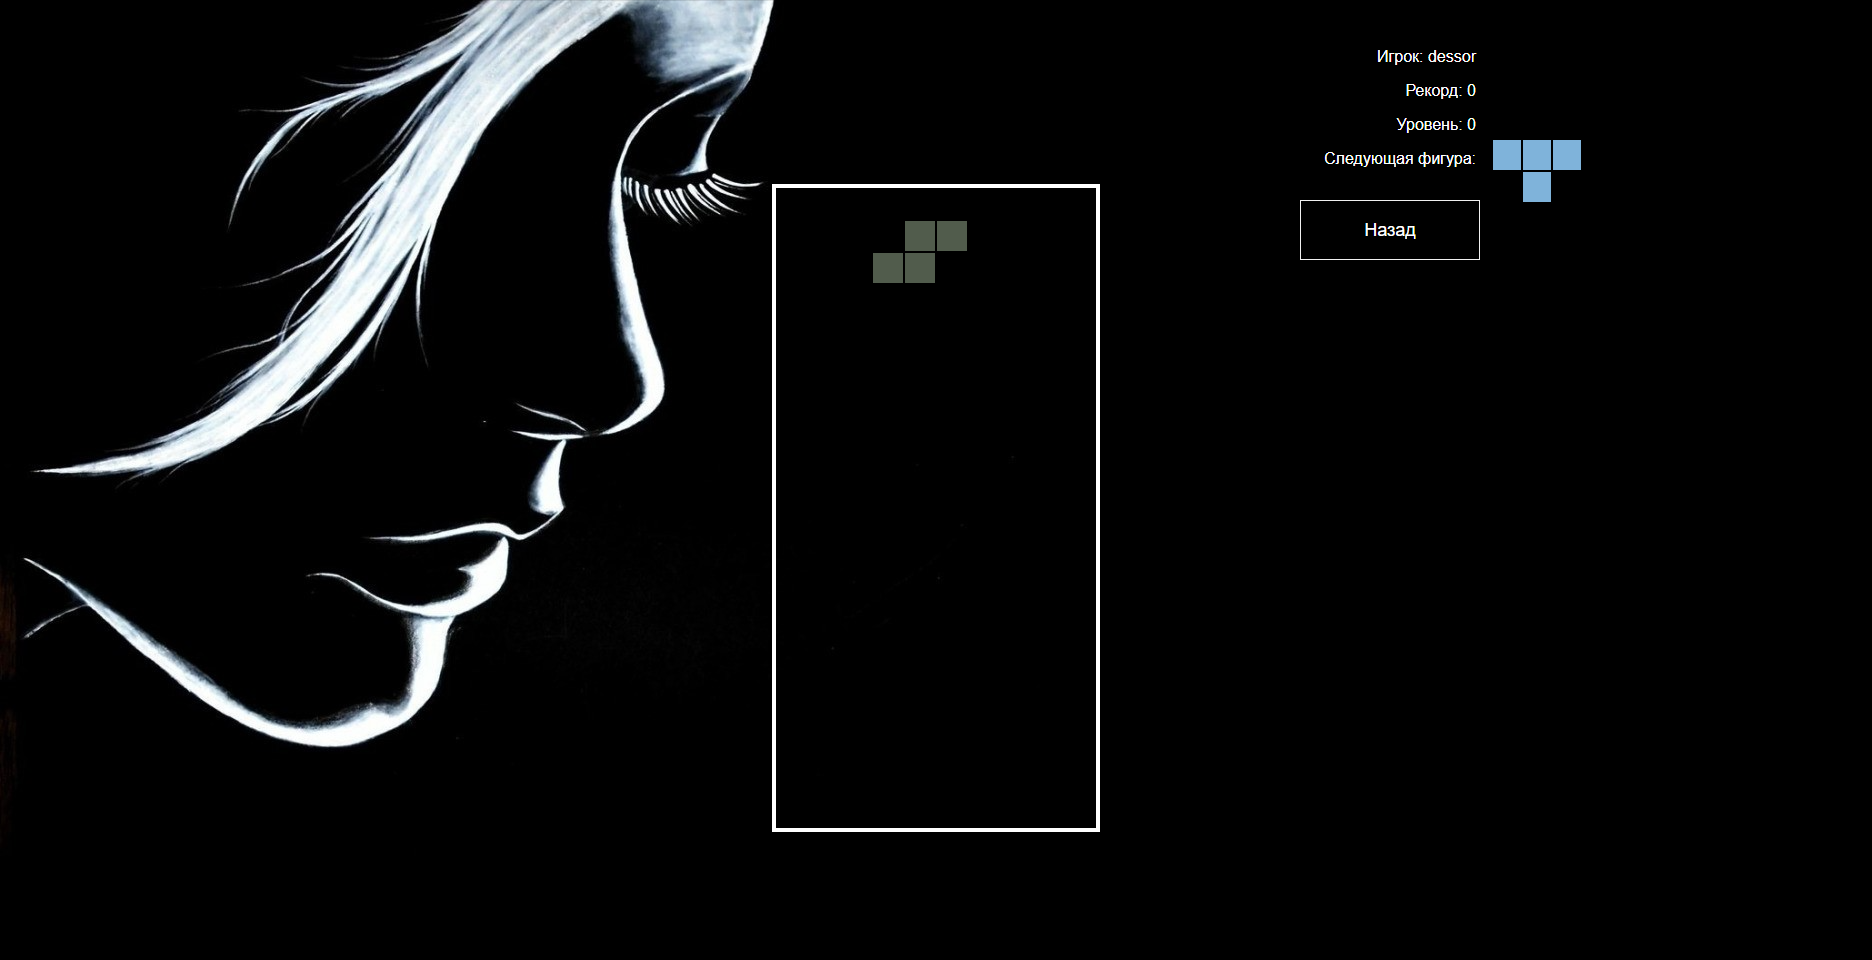 Игрок: dessor
Рекорд: 0
Уровень: 0
Следующая фигура:
Назад